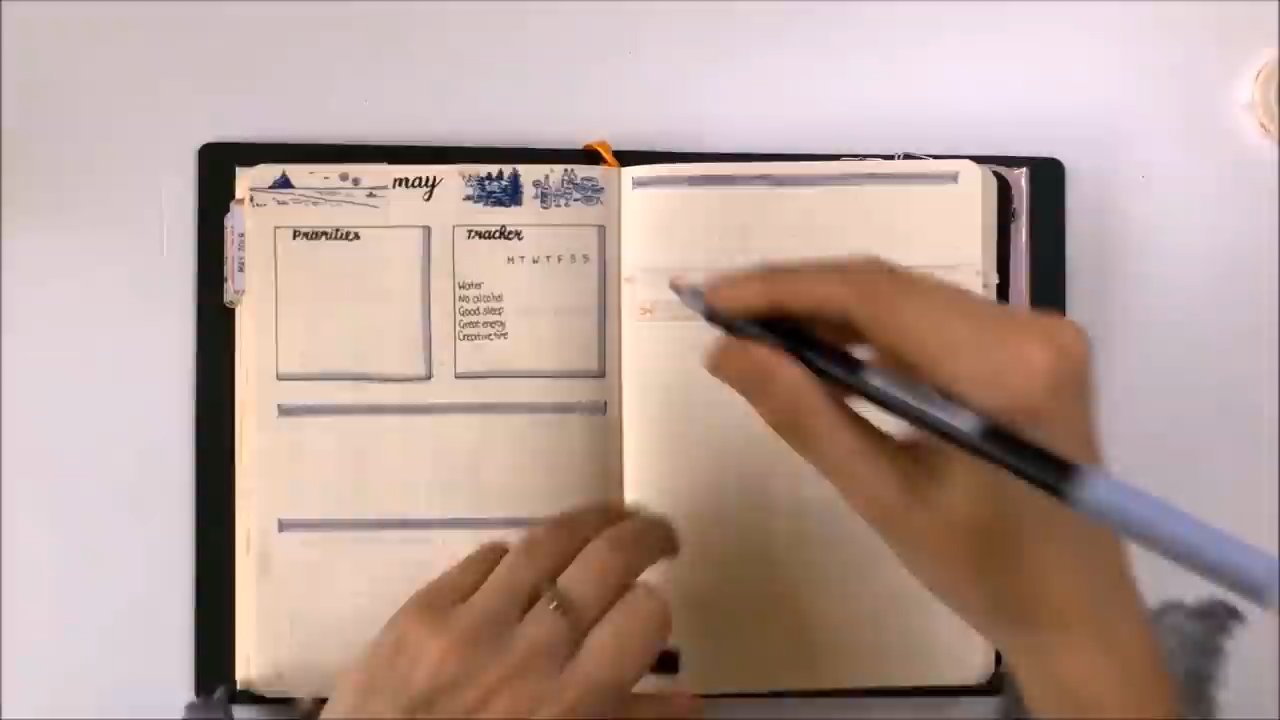 may
Priorities
Tracker
M T W T F S S
Water
No alcohol
Good sleep
Great energy
Creative time